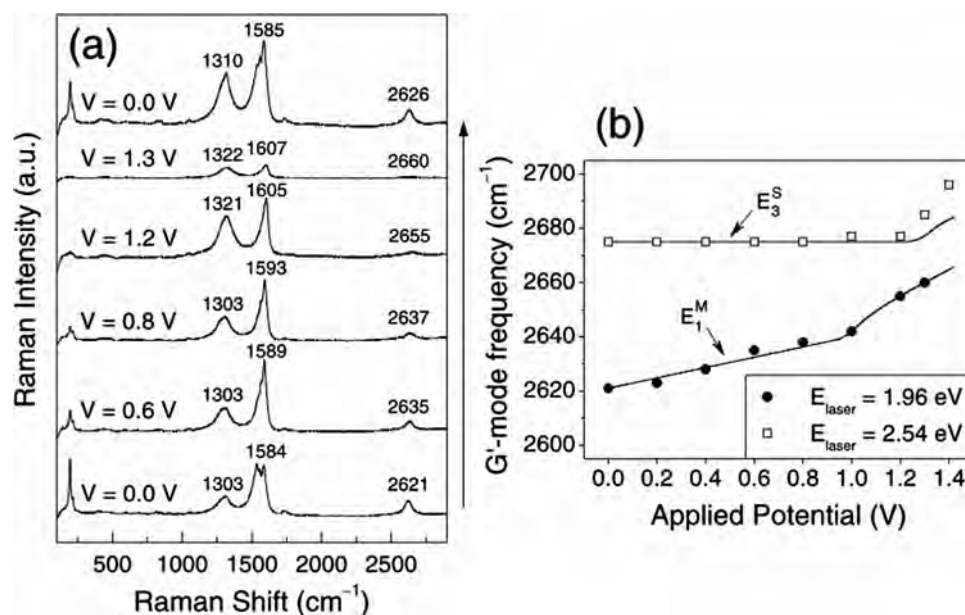 (a)
Raman Intensity (a.u.)
1585
1310
V = 0.0 V
2626
1607
1322
V = 1.3 V
2660
1605
1321
V = 1.2 V
2655
1593
1303
V = 0.8 V
2637
1589
1303
V = 0.6 V
2635
1584
1303
V = 0.0 V
2621
500 1000 1500 2000 2500
Raman Shift (cm⁻¹)
(b)
G'-mode frequency (cm⁻¹)
2700
2680
2660
2640
2620
2600
E₃ˢ
E₁ᴹ
E_laser = 1.96 eV
E_laser = 2.54 eV
0.0 0.2 0.4 0.6 0.8 1.0 1.2 1.4
Applied Potential (V)